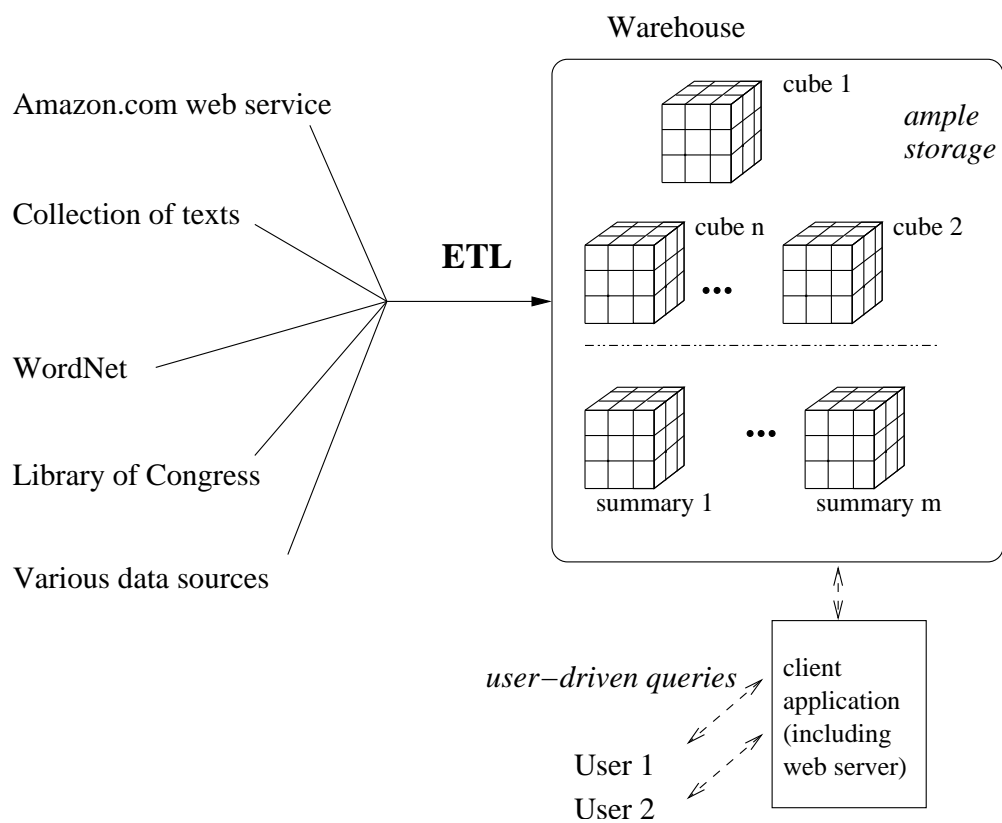 Warehouse
Amazon.com web service
Collection of texts
WordNet
Library of Congress
Various data sources
ETL
cube 1
ample
storage
cube n
cube 2
•••
•••
summary 1
summary m
user−driven queries
User 1
User 2
client
application
(including
web server)